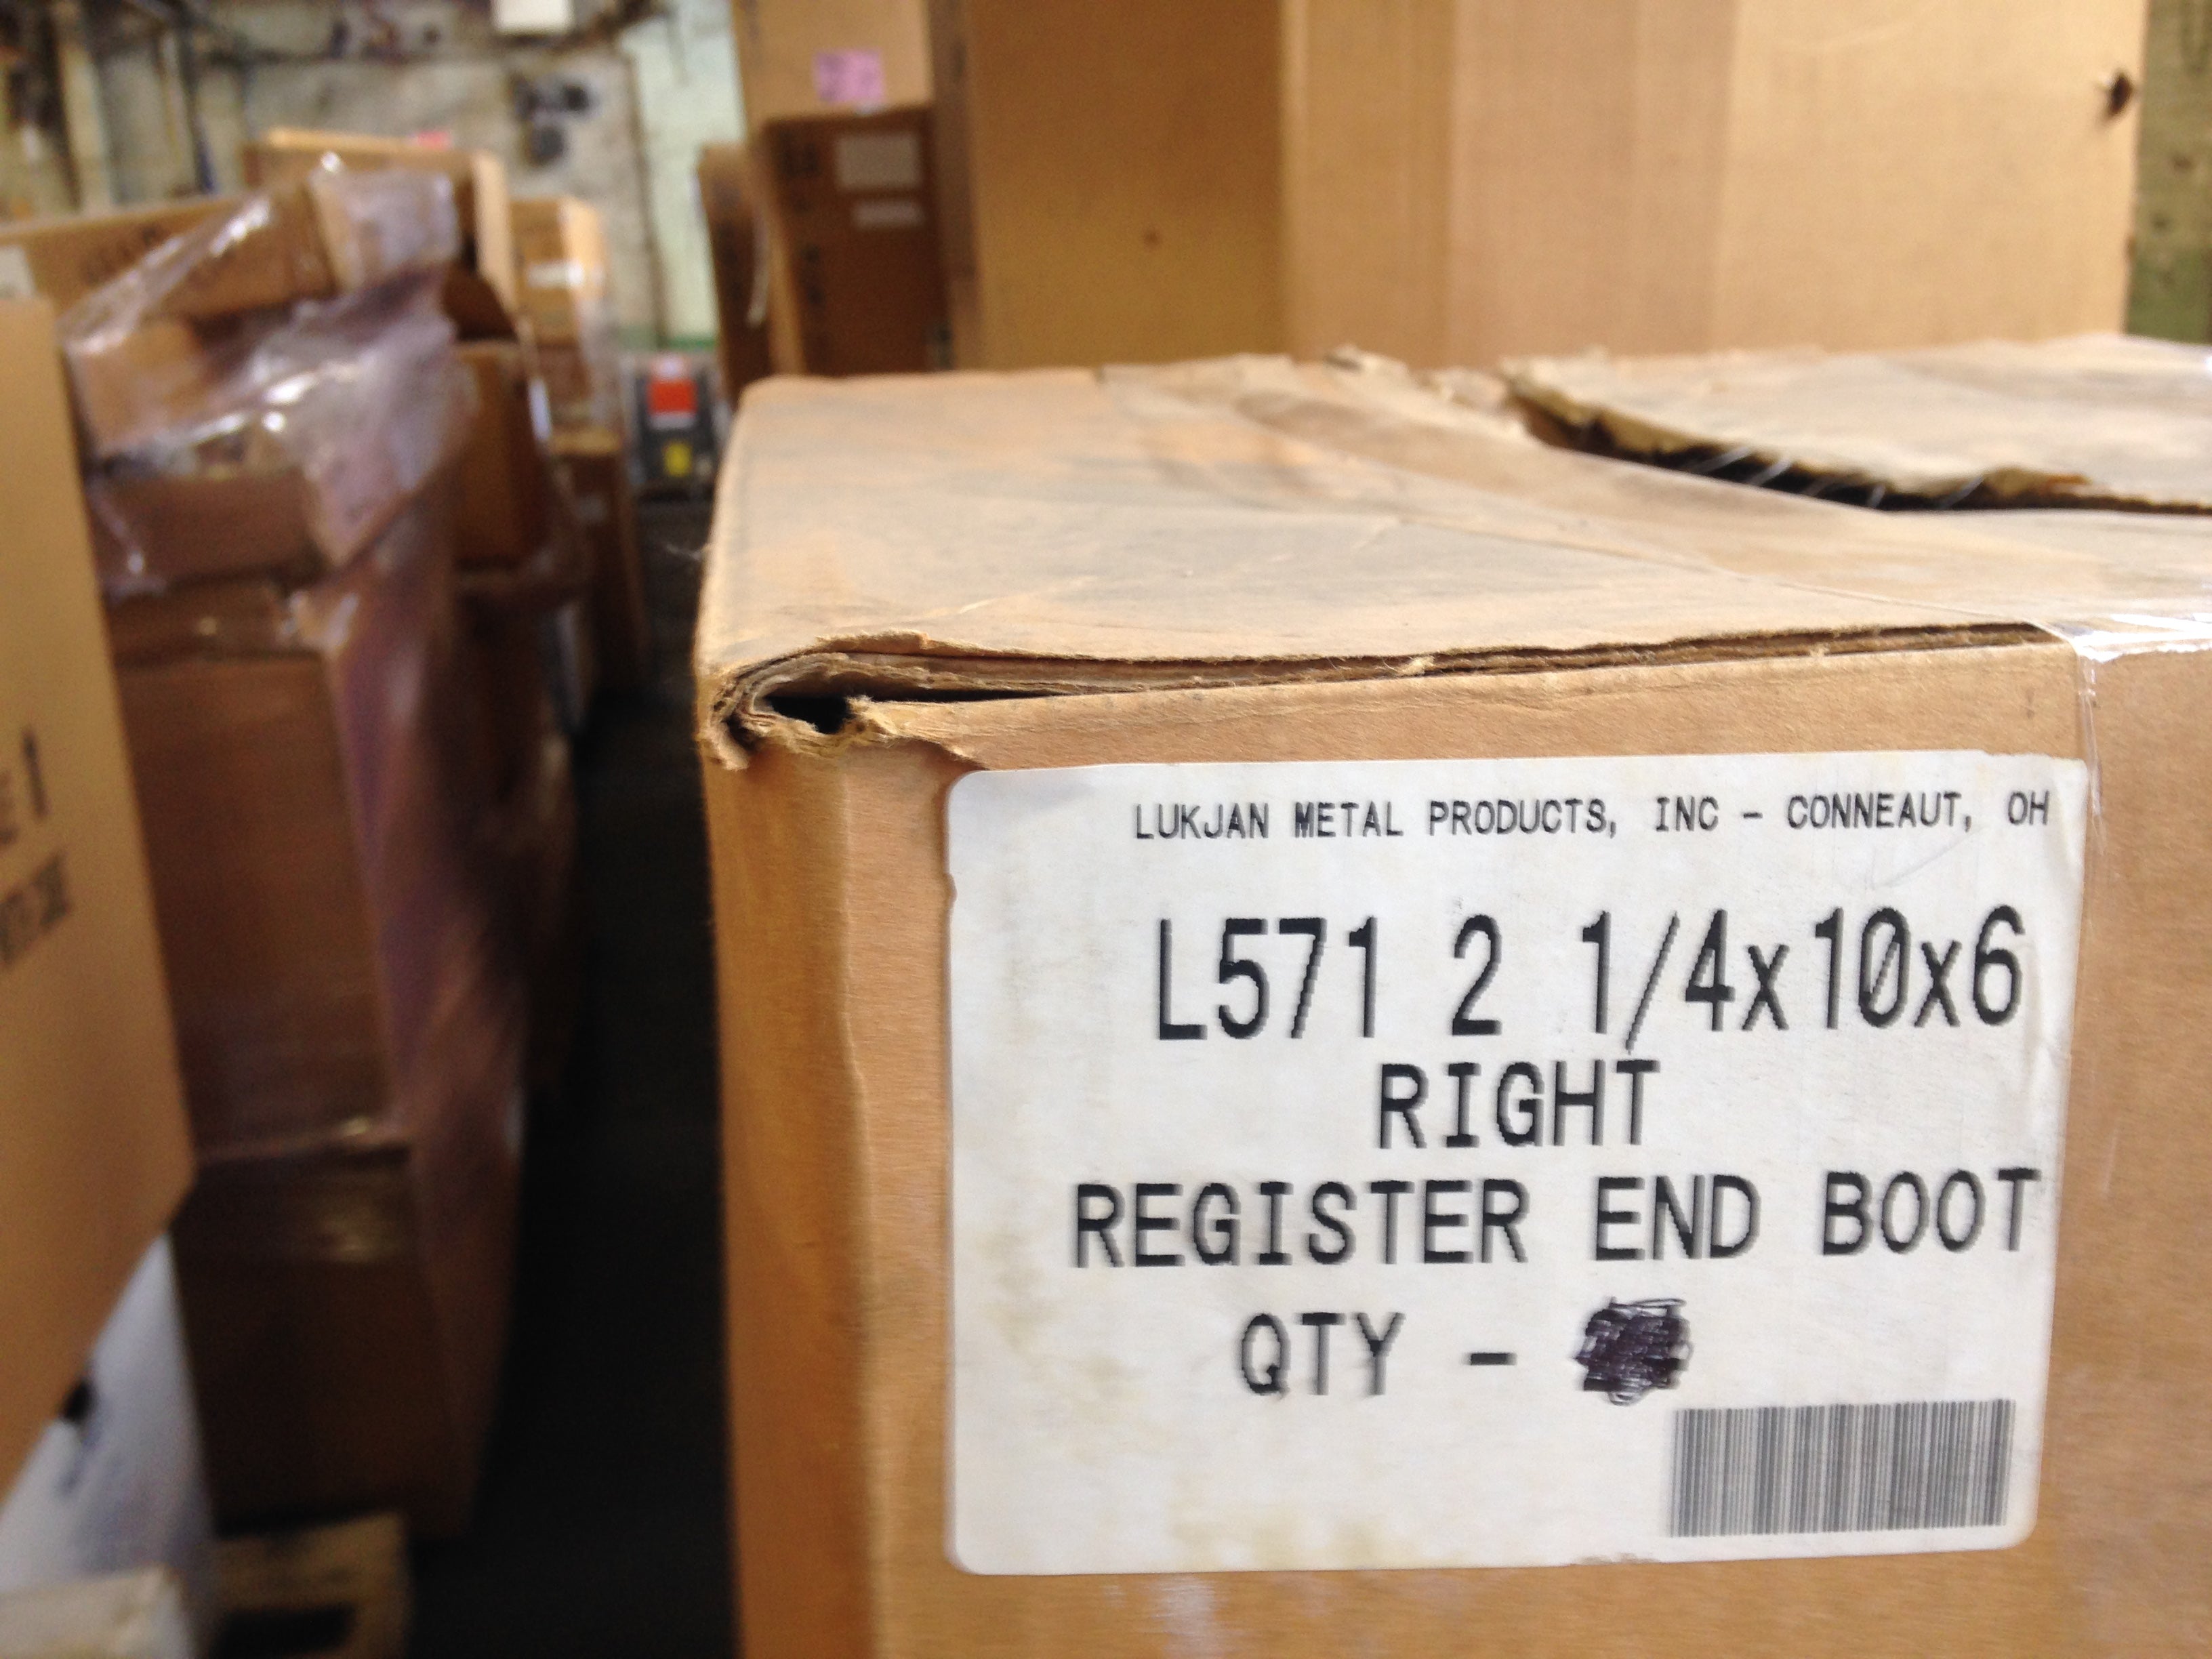 LUKJAN METAL PRODUCTS, INC - CONNEAUT, OH
L571 2 1/4x10x6
RIGHT
REGISTER END BOOT
QTY -